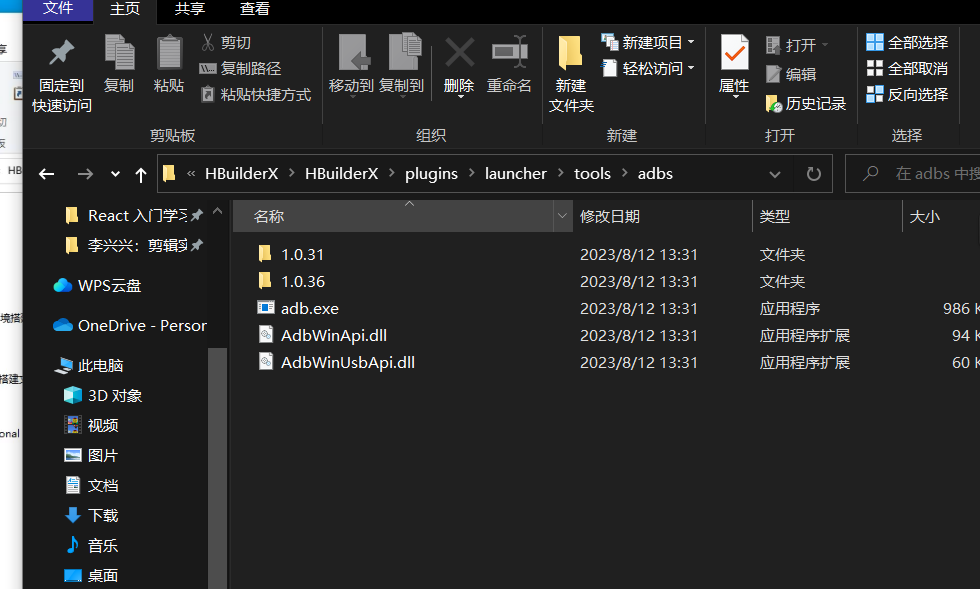 文件 主页 共享 查看
固定到
快速访问
复制
粘贴
剪切
复制路径
粘贴快捷方式
剪贴板
移动到
复制到
删除
重命名
组织
新建
文件夹
新建项目
轻松访问
新建
属性
打开
编辑
历史记录
打开
全部选择
全部取消
反向选择
选择
« HBuilderX > HBuilderX > plugins > launcher > tools > adbs
在 adbs 中搜
React 入门学习
李兴兴：剪辑实
WPS云盘
OneDrive - Person
此电脑
3D 对象
视频
图片
文档
下载
音乐
桌面
名称 修改日期 类型 大小
1.0.31 2023/8/12 13:31 文件夹
1.0.36 2023/8/12 13:31 文件夹
adb.exe 2023/8/12 13:31 应用程序 986 K
AdbWinApi.dll 2023/8/12 13:31 应用程序扩展 94 K
AdbWinUsbApi.dll 2023/8/12 13:31 应用程序扩展 60 K
HB
境搭
搭建文
onal